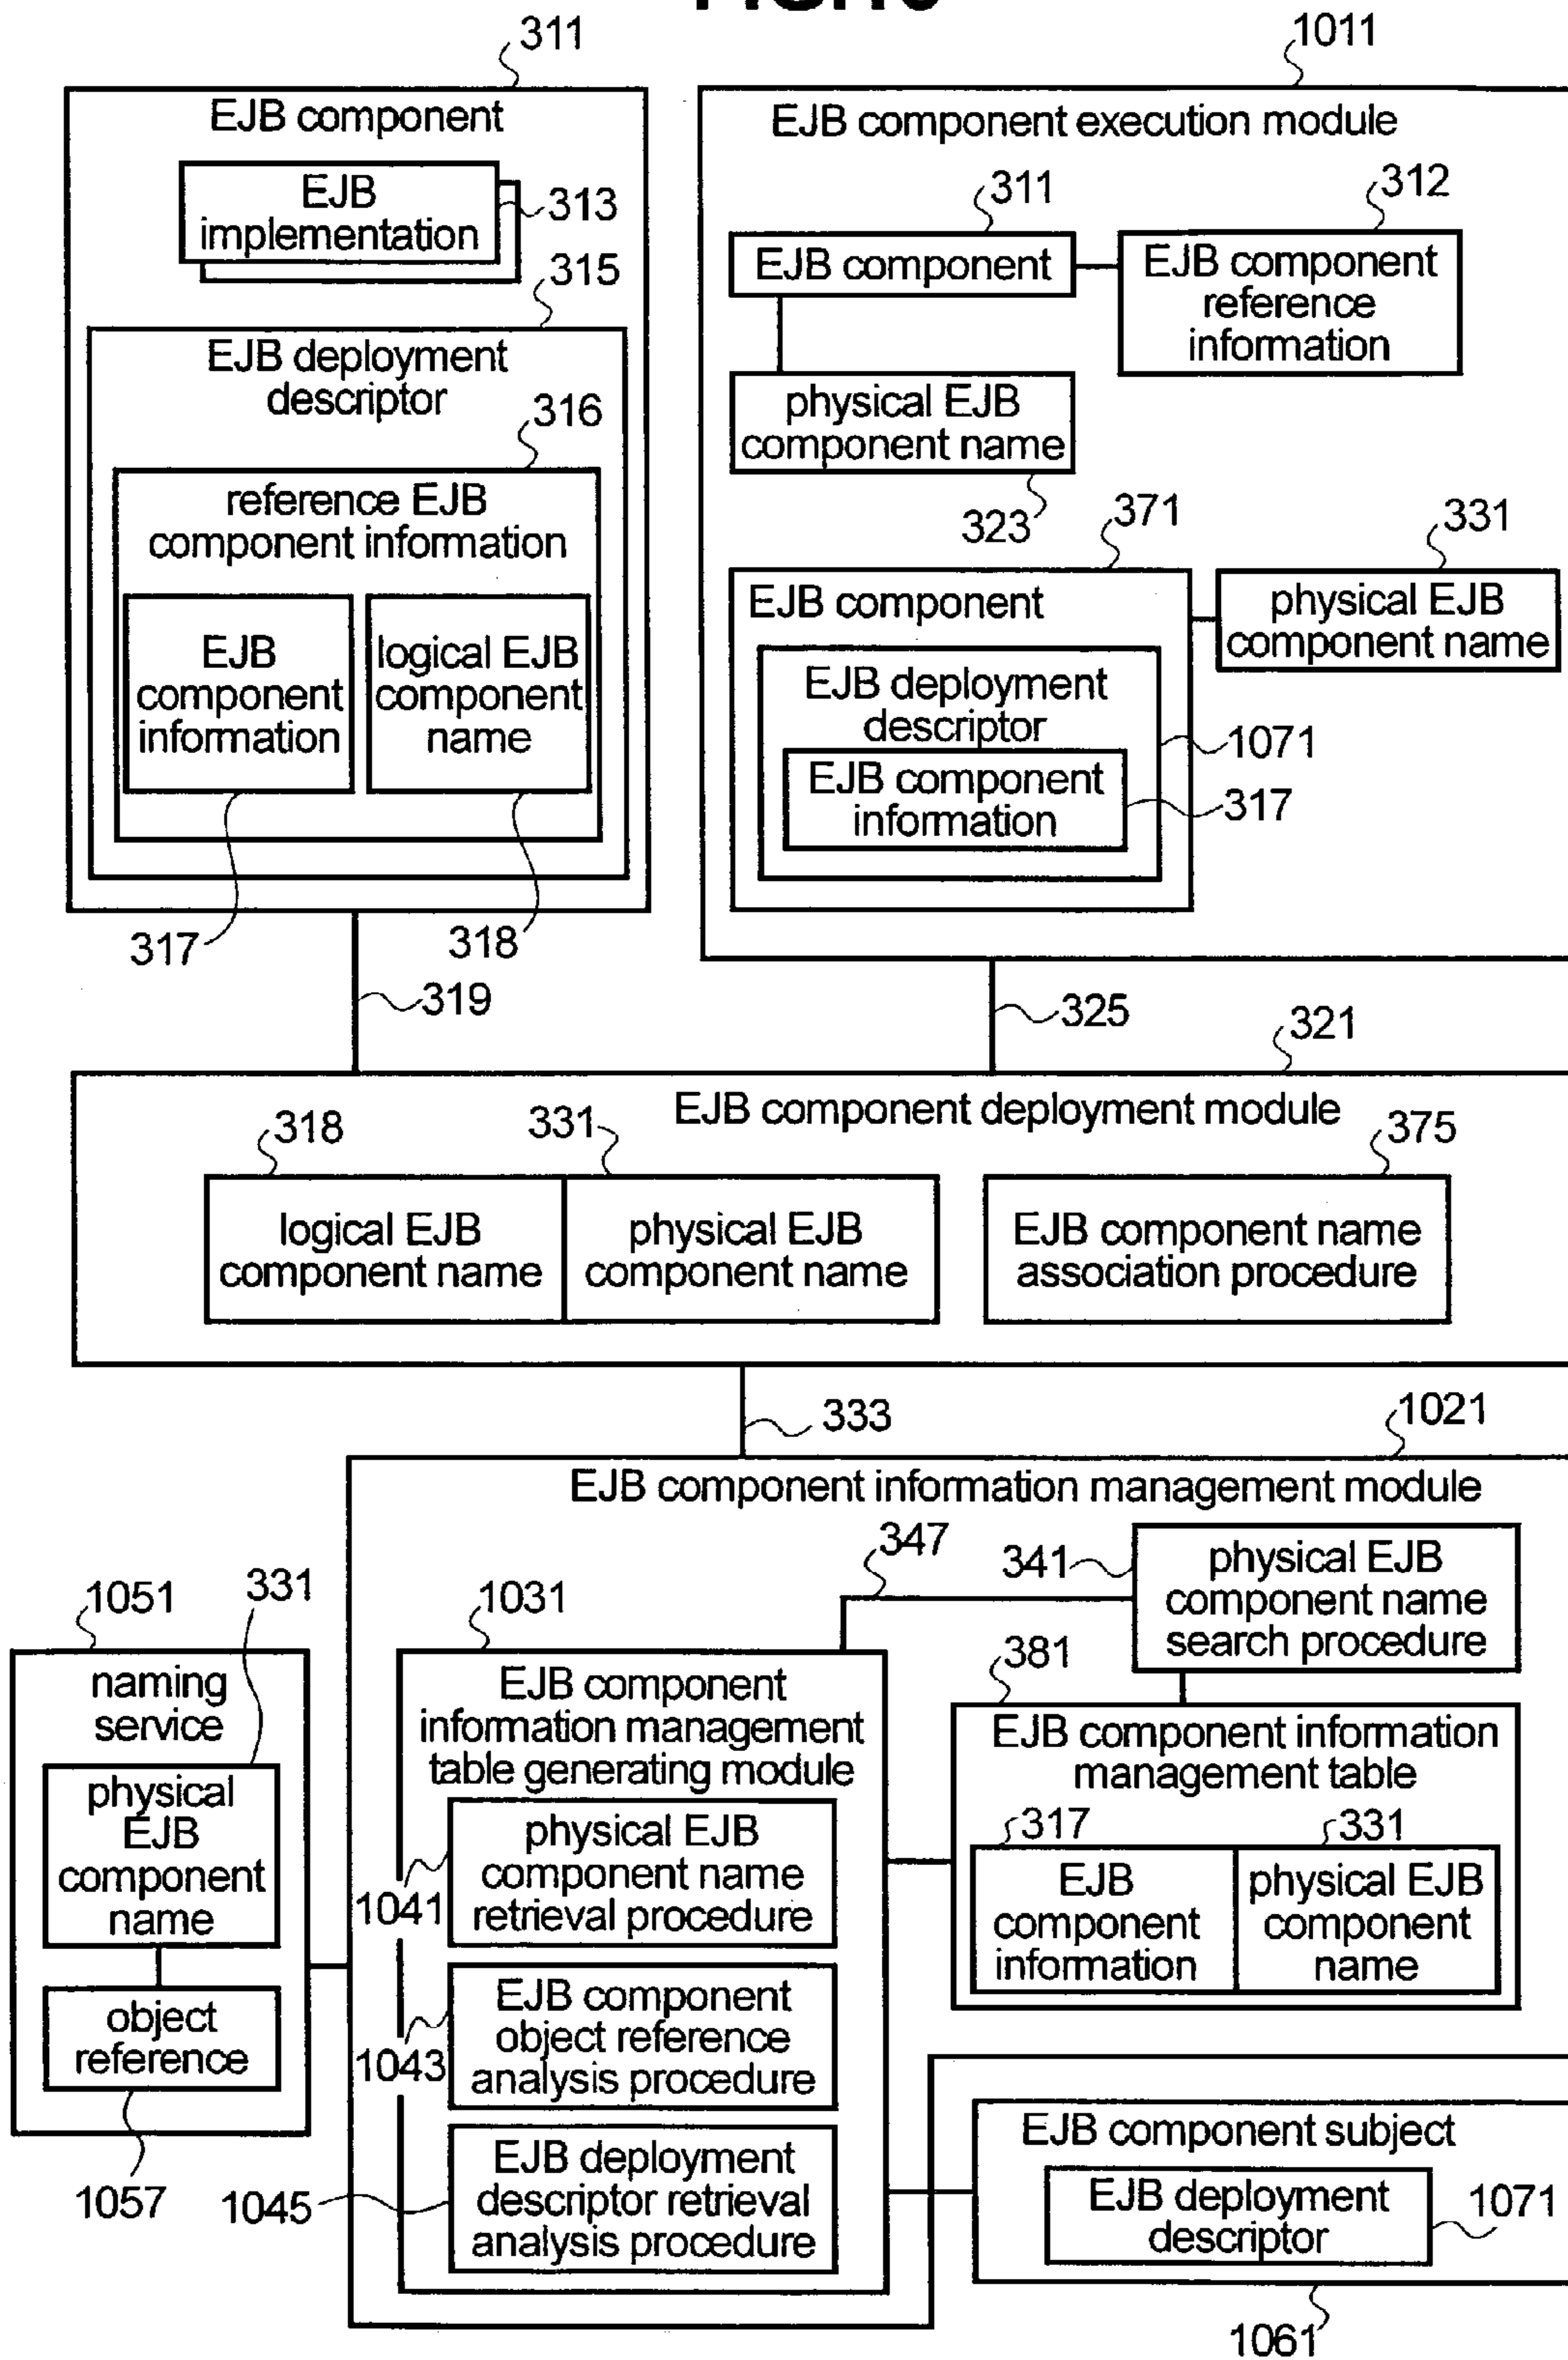 311
EJB component
EJB
implementation
313
315
EJB deployment
descriptor
316
reference EJB
component information
EJB
component
information
logical EJB
component
name
317
318
319
1011
EJB component execution module
311
EJB component
312
EJB component
reference
information
physical EJB
component name
323
371
EJB component
331
physical EJB
component name
EJB deployment
descriptor
1071
EJB component
information
317
325
321
EJB component deployment module
318
logical EJB
component name
331
physical EJB
component name
375
EJB component name
association procedure
333
1021
EJB component information management module
347
341
physical EJB
component name
search procedure
1051
331
naming
service
physical
EJB
component
name
object
reference
1057
1031
EJB component
information management
table generating module
physical EJB
component name
retrieval procedure
1041
EJB component
object reference
analysis procedure
1043
EJB deployment
descriptor retrieval
analysis procedure
1045
381
EJB component information
management table
317
EJB
component
information
331
physical EJB
component
name
EJB component subject
EJB deployment
descriptor
1071
1061